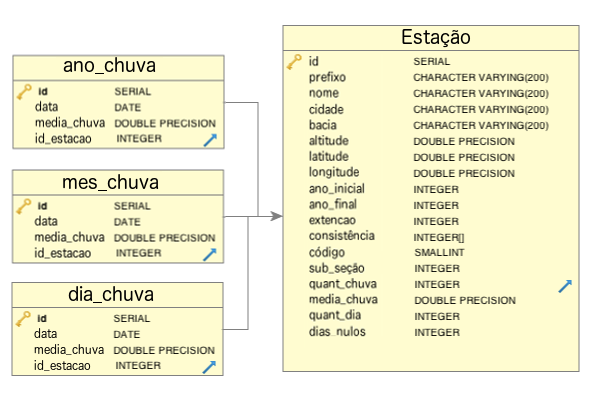 ano_chuva
id SERIAL
data DATE
media_chuva DOUBLE PRECISION
id_estacao INTEGER
mes_chuva
id SERIAL
data DATE
media_chuva DOUBLE PRECISION
id_estacao INTEGER
dia_chuva
id SERIAL
data DATE
media_chuva DOUBLE PRECISION
id_estacao INTEGER
Estação
id SERIAL
prefixo CHARACTER VARYING(200)
nome CHARACTER VARYING(200)
cidade CHARACTER VARYING(200)
bacia CHARACTER VARYING(200)
altitude DOUBLE PRECISION
latitude DOUBLE PRECISION
longitude DOUBLE PRECISION
ano_inicial INTEGER
ano_final INTEGER
extencao INTEGER
consistência INTEGER[]
código SMALLINT
sub_seção INTEGER
quant_chuva INTEGER
media_chuva DOUBLE PRECISION
quant_dia INTEGER
dias_nulos INTEGER